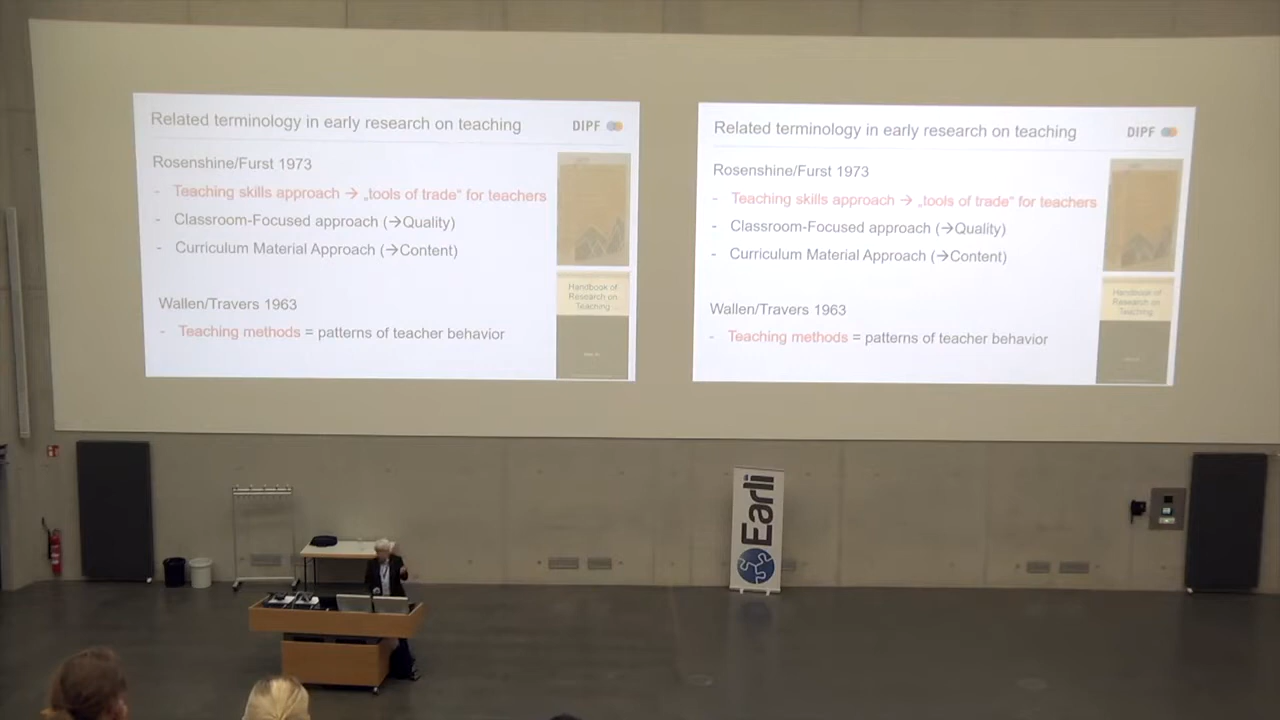 Related terminology in early research on teaching
DIPF
Rosenshine/Furst 1973
- Teaching skills approach → „tools of trade“ for teachers
- Classroom-Focused approach (→Quality)
- Curriculum Material Approach (→Content)
Wallen/Travers 1963
- Teaching methods = patterns of teacher behavior
Handbook of
Research on
Teaching
Related terminology in early research on teaching
DIPF
Rosenshine/Furst 1973
- Teaching skills approach → „tools of trade“ for teachers
- Classroom-Focused approach (→Quality)
- Curriculum Material Approach (→Content)
Wallen/Travers 1963
- Teaching methods = patterns of teacher behavior
Handbook of
Research on
Teaching
Earli